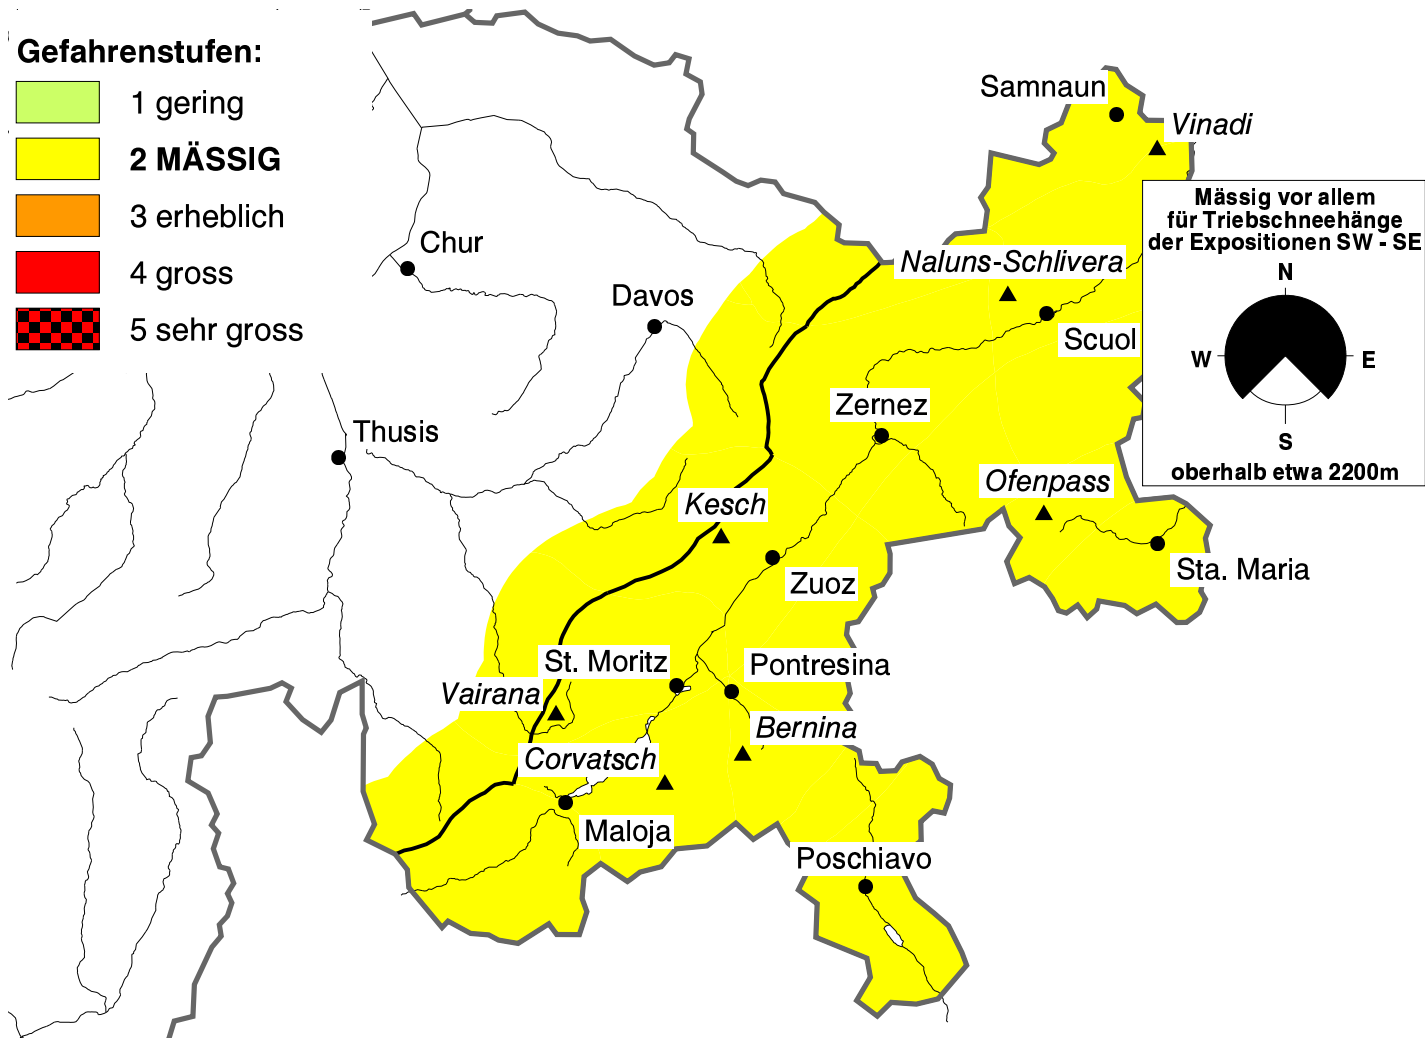 Gefahrenstufen:
1 gering
2 MÄSSIG
3 erheblich
4 gross
5 sehr gross
Samnaun
Vinadi
Mässig vor allem
für Triebschneehänge
der Expositionen SW - SE
N
W
E
S
oberhalb etwa 2200m
Chur
Naluns-Schlivera
Davos
Scuol
Zernez
Thusis
Ofenpass
Kesch
Zuoz
Sta. Maria
St. Moritz
Pontresina
Vairana
Bernina
Corvatsch
Maloja
Poschiavo